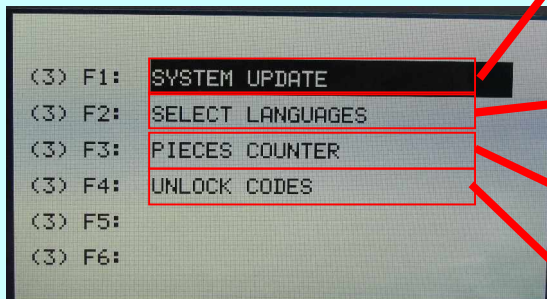 (3) F1: SYSTEM UPDATE
(3) F2: SELECT LANGUAGES
(3) F3: PIECES COUNTER
(3) F4: UNLOCK CODES
(3) F5:
(3) F6: